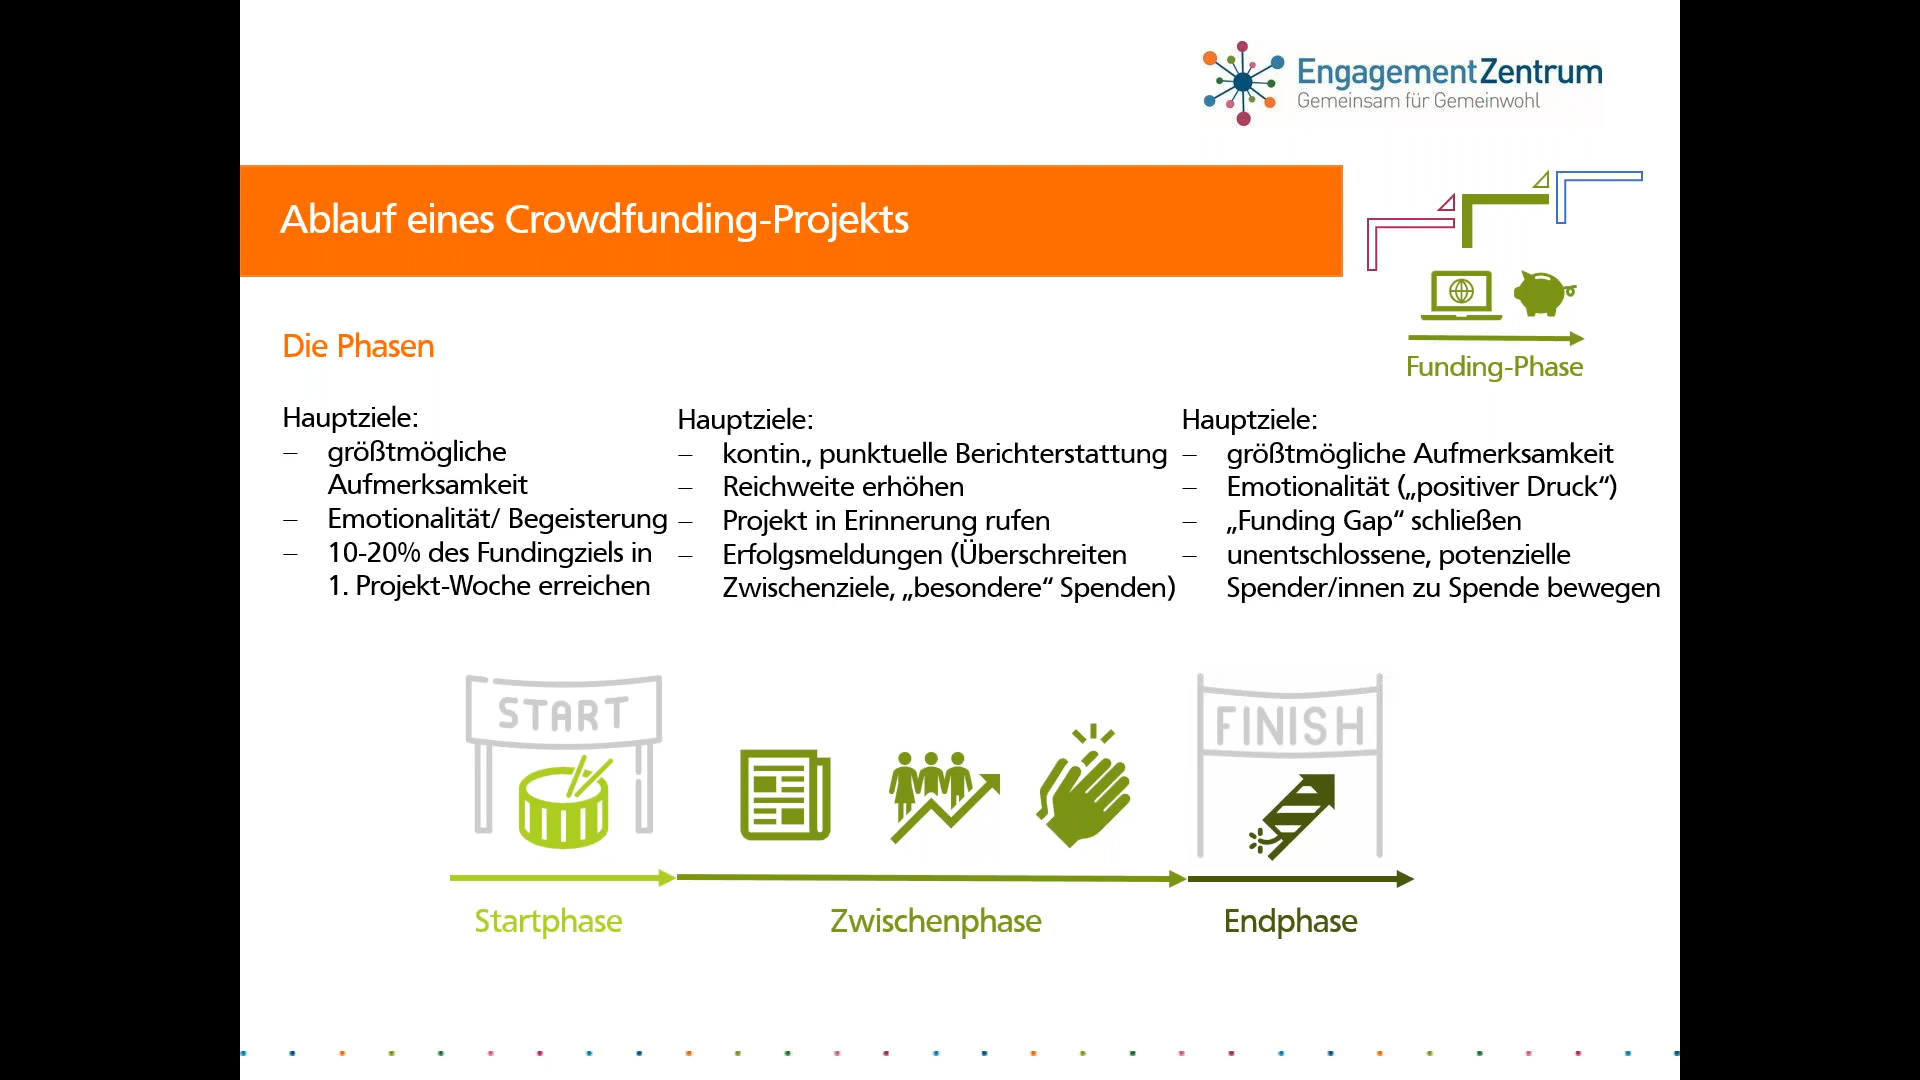 EngagementZentrum
Gemeinsam für Gemeinwohl
Ablauf eines Crowdfunding-Projekts
Funding-Phase
Die Phasen
Hauptziele:
– größtmögliche
Aufmerksamkeit
– Emotionalität/ Begeisterung
– 10-20% des Fundingziels in
1. Projekt-Woche erreichen
Hauptziele:
– kontin., punktuelle Berichterstattung
– Reichweite erhöhen
– Projekt in Erinnerung rufen
– Erfolgsmeldungen (Überschreiten
Zwischenziele, „besondere“ Spenden)
Hauptziele:
– größtmögliche Aufmerksamkeit
– Emotionalität („positiver Druck“)
– „Funding Gap“ schließen
– unentschlossene, potenzielle
Spender/innen zu Spende bewegen
START
FINISH
Startphase
Zwischenphase
Endphase